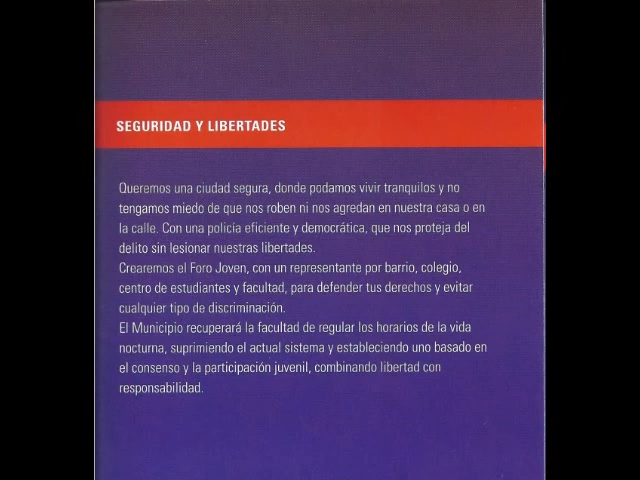 SEGURIDAD Y LIBERTADES
Queremos una ciudad segura, donde podamos vivir tranquilos y no
tengamos miedo de que nos roben ni nos agredan en nuestra casa o en
la calle. Con una policía eficiente y democrática, que nos proteja del
delito sin lesionar nuestras libertades.
Crearemos el Foro Joven, con un representante por barrio, colegio,
centro de estudiantes y facultad, para defender tus derechos y evitar
cualquier tipo de discriminación.
El Municipio recuperará la facultad de regular los horarios de la vida
nocturna, suprimiendo el actual sistema y estableciendo uno basado en
el consenso y la participación juvenil, combinando libertad con
responsabilidad.